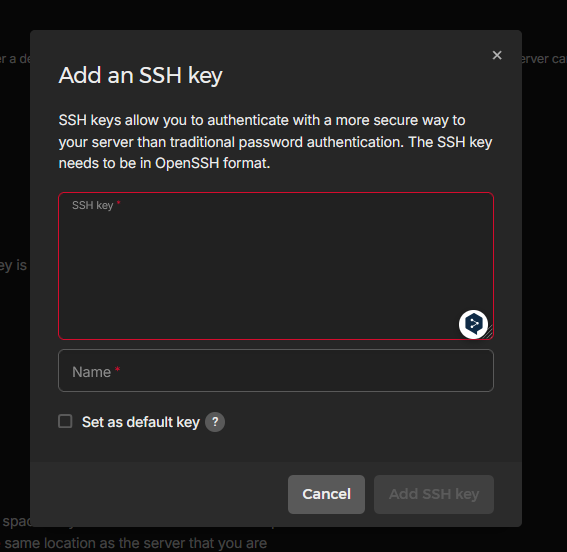 r a de
erver ca
Add an SSH key
SSH keys allow you to authenticate with a more secure way to
your server than traditional password authentication. The SSH key
needs to be in OpenSSH format.
SSH key *
ey is
Name *
Set as default key ?
Cancel
Add SSH key
spa
same location as the server that you are